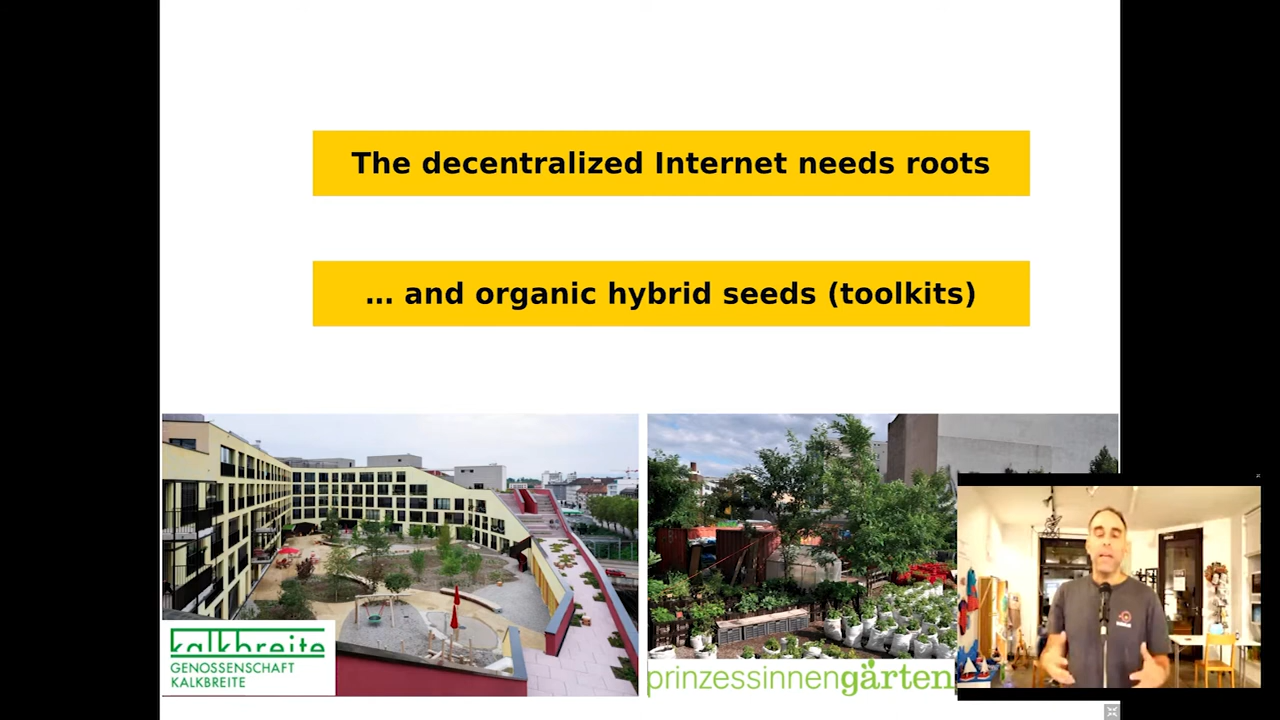 The decentralized Internet needs roots
... and organic hybrid seeds (toolkits)
kalkbreite
GENOSSENSCHAFT
KALKBREITE
prinzessinnengärten